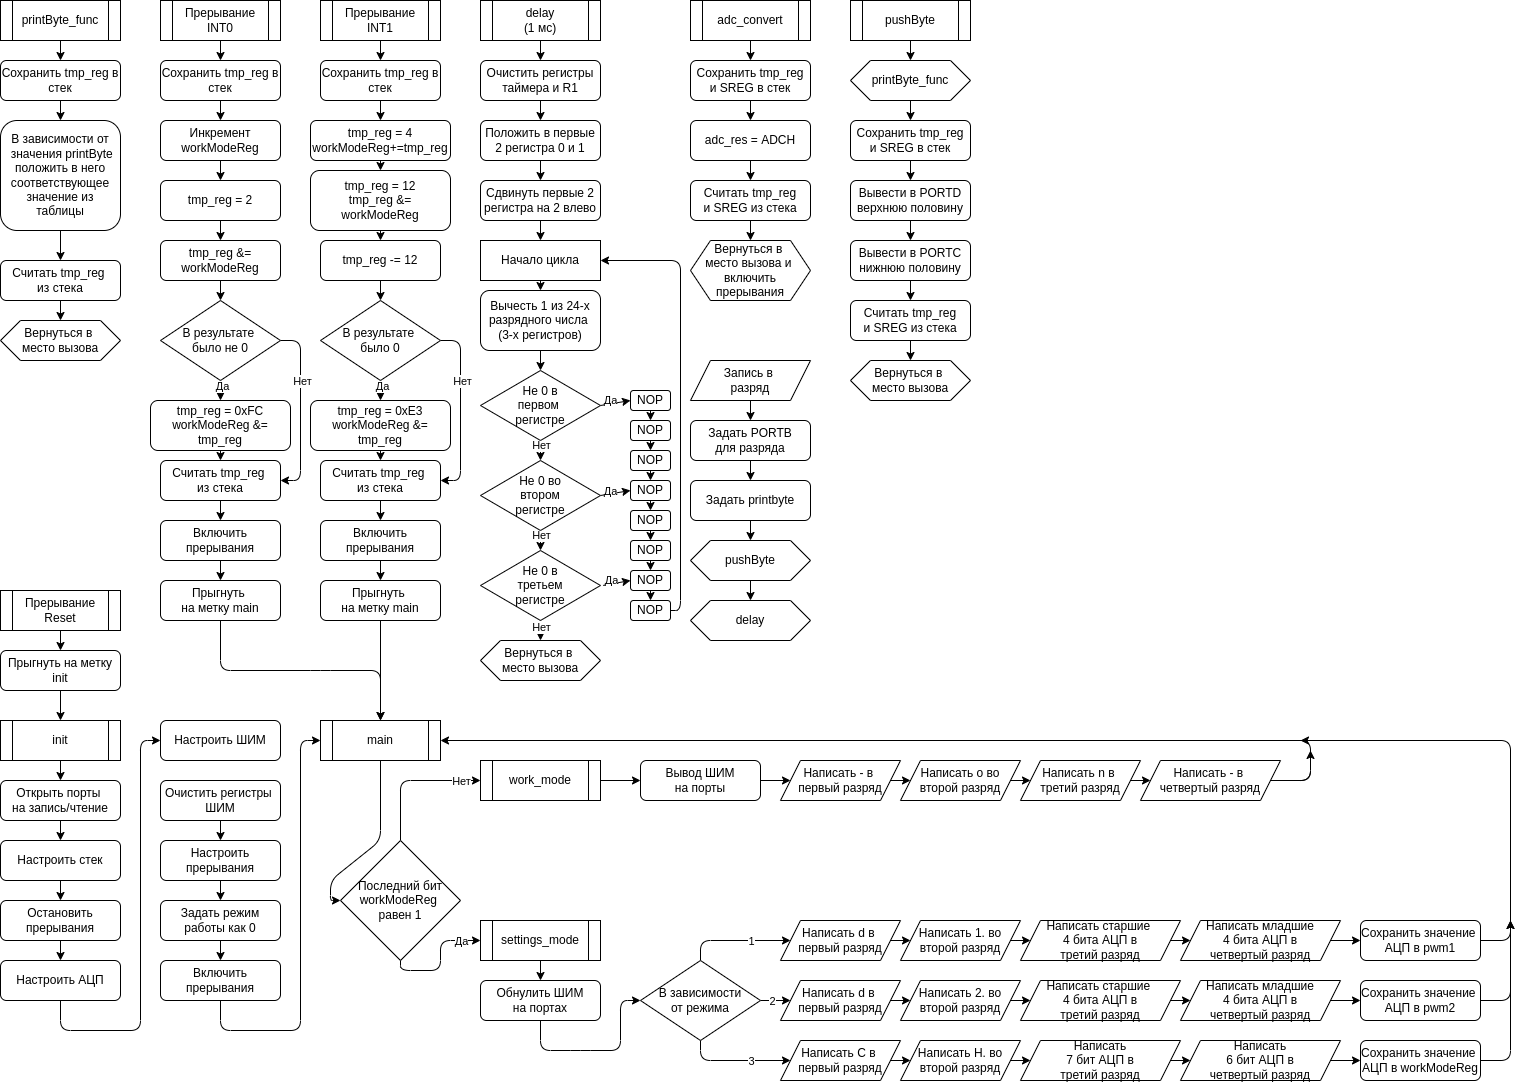 printByte_func
Сохранить tmp_reg в
стек
В зависимости от
значения printByte
положить в него
соответствующее
значение из
таблицы
Считать tmp_reg
из стека
Вернуться в
место вызова
Прерывание
INT0
Сохранить tmp_reg в
стек
Инкремент
workModeReg
tmp_reg = 2
tmp_reg &=
workModeReg
В результате
было не 0
Да
Нет
tmp_reg = 0xFC
workModeReg &=
tmp_reg
Считать tmp_reg
из стека
Включить
прерывания
Прыгнуть
на метку main
Прерывание
INT1
Сохранить tmp_reg в
стек
tmp_reg = 4
workModeReg+=tmp_reg
tmp_reg = 12
tmp_reg &=
workModeReg
tmp_reg -= 12
В результате
было 0
Да
Нет
tmp_reg = 0xE3
workModeReg &=
tmp_reg
Считать tmp_reg
из стека
Включить
прерывания
Прыгнуть
на метку main
delay
(1 мс)
Очистить регистры
таймера и R1
Положить в первые
2 регистра 0 и 1
Сдвинуть первые 2
регистра на 2 влево
Начало цикла
Вычесть 1 из 24-х
разрядного числа
(3-х регистров)
Не 0 в
первом
регистре
Да
Нет
Не 0 во
втором
регистре
Да
Нет
Не 0 в
третьем
регистре
Да
Нет
Вернуться в
место вызова
NOP
NOP
NOP
NOP
NOP
NOP
NOP
NOP
adc_convert
Сохранить tmp_reg
и SREG в стек
adc_res = ADCH
Считать tmp_reg
и SREG из стека
Вернуться в
место вызова и
включить
прерывания
Запись в
разряд
Задать PORTB
для разряда
Задать printbyte
pushByte
delay
pushByte
printByte_func
Сохранить tmp_reg
и SREG в стек
Вывести в PORTD
верхнюю половину
Вывести в PORTC
нижнюю половину
Считать tmp_reg
и SREG из стека
Вернуться в
место вызова
Прерывание
Reset
Прыгнуть на метку
init
init
Открыть порты
на запись/чтение
Настроить стек
Остановить
прерывания
Настроить АЦП
Настроить ШИМ
Очистить регистры
ШИМ
Настроить
прерывания
Задать режим
работы как 0
Включить
прерывания
main
Последний бит
workModeReg
равен 1
Нет
Да
work_mode
Вывод ШИМ
на порты
Написать - в
первый разряд
Написать o во
второй разряд
Написать n в
третий разряд
Написать - в
четвертый разряд
settings_mode
Обнулить ШИМ
на портах
В зависимости
от режима
1
Написать d в
первый разряд
Написать 1. во
второй разряд
Написать старшие
4 бита АЦП в
третий разряд
Написать младшие
4 бита АЦП в
четвертый разряд
Сохранить значение
АЦП в pwm1
2
Написать d в
первый разряд
Написать 2. во
второй разряд
Написать старшие
4 бита АЦП в
третий разряд
Написать младшие
4 бита АЦП в
четвертый разряд
Сохранить значение
АЦП в pwm2
3
Написать C в
первый разряд
Написать H. во
второй разряд
Написать
7 бит АЦП в
третий разряд
Написать
6 бит АЦП в
четвертый разряд
Сохранить значение
АЦП в workModeReg